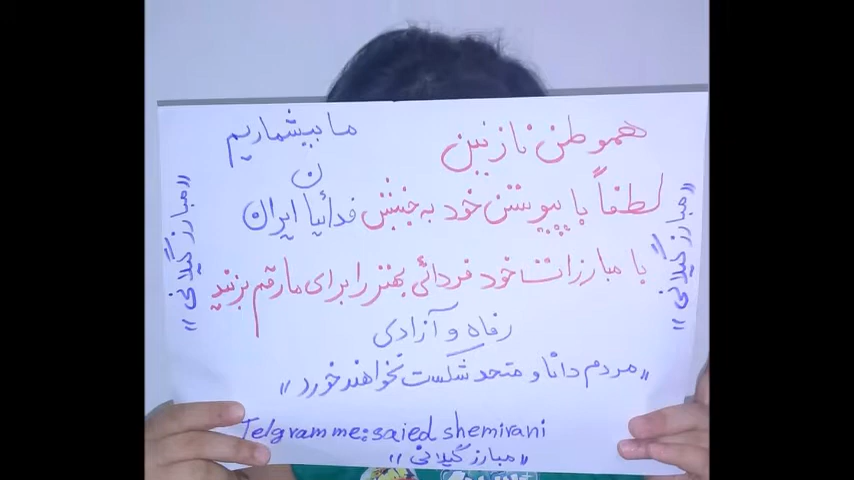 هموطن نازنین
ما بیشماریم
لطفاً با پیوستن خود به جنبش فدائیان ایران
با مبارزات خود فردائی بهتر را برای ما رقم بزنید
رفاه و آزادی
«مردم دانا و متحد شکست نخواهند خورد»
Telgram me: saied shemirani
«مبارز گیلانی»
«مبارز گیلانی»
«مبارز گیلانی»